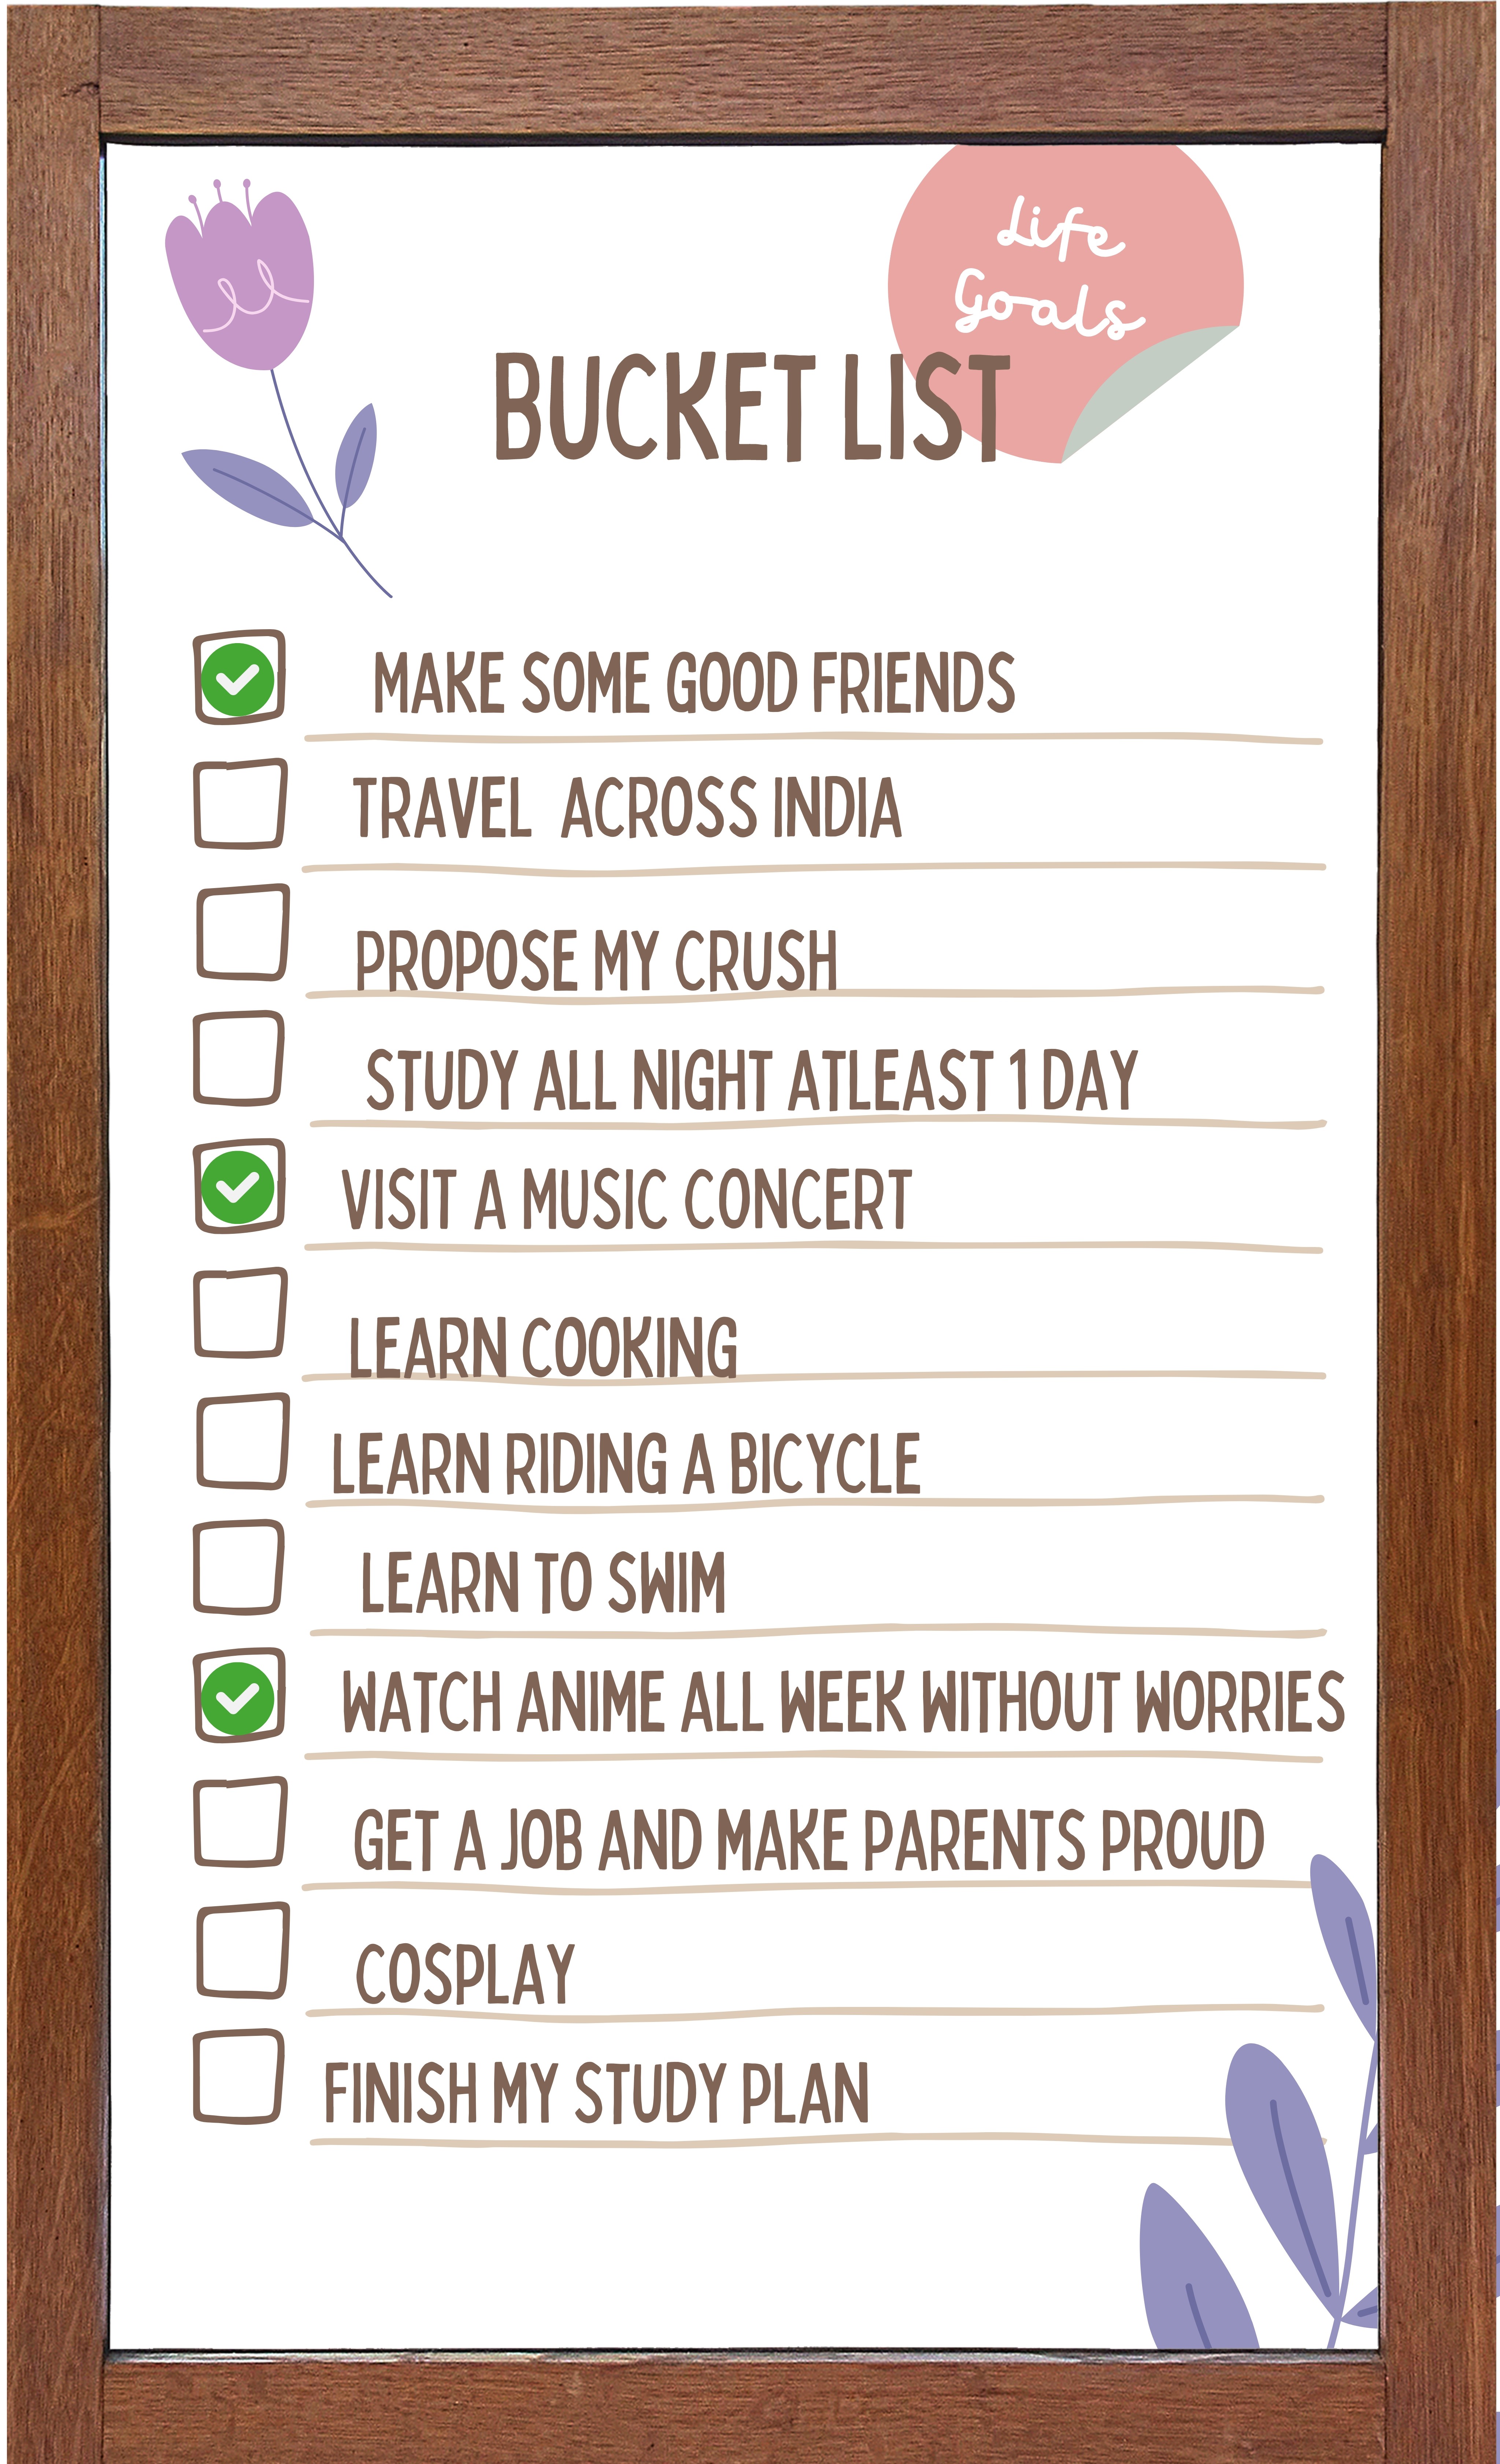 Life
Goals
BUCKET LIST
MAKE SOME GOOD FRIENDS
TRAVEL ACROSS INDIA
PROPOSE MY CRUSH
STUDY ALL NIGHT ATLEAST 1 DAY
VISIT A MUSIC CONCERT
LEARN COOKING
LEARN RIDING A BICYCLE
LEARN TO SWIM
WATCH ANIME ALL WEEK WITHOUT WORRIES
GET A JOB AND MAKE PARENTS PROUD
COSPLAY
FINISH MY STUDY PLAN